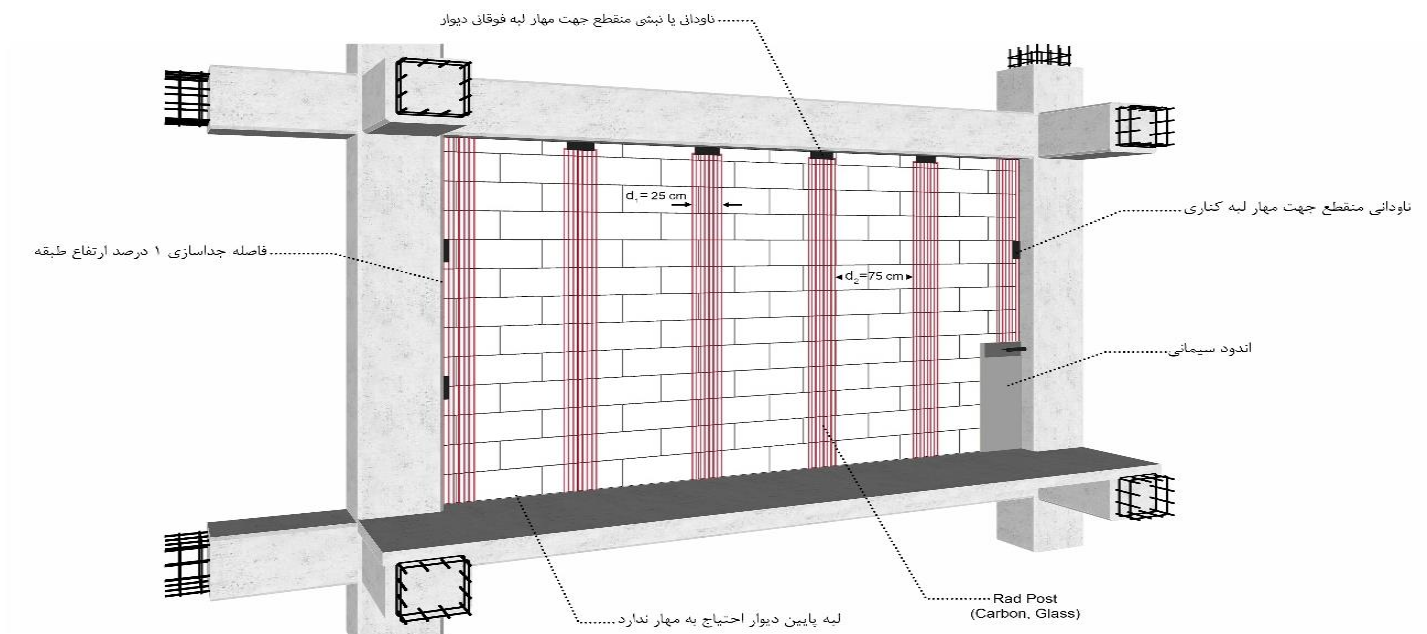 ناودانی یا نبشی منقطع جهت مهار لبه فوقانی دیوار
d₁= 25 cm
ناودانی منقطع جهت مهار لبه کناری
فاصله جداسازی ۱ درصد ارتفاع طبقه
d₂=75 cm
اندود سیمانی
Rad Post
(Carbon, Glass)
لبه پایین دیوار احتیاج به مهار ندارد